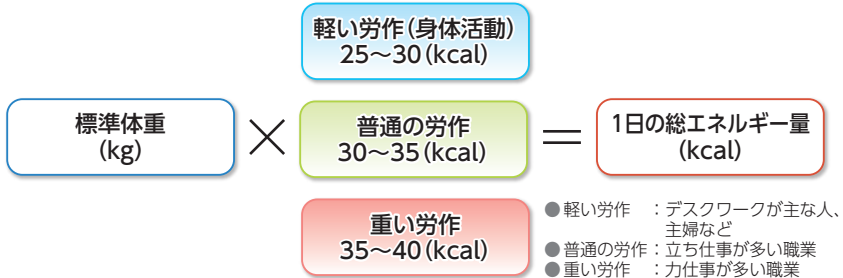 軽い労作(身体活動)
25〜30(kcal)
標準体重
(kg)
×
普通の労作
30〜35(kcal)
=
1日の総エネルギー量
(kcal)
重い労作
35〜40(kcal)
●軽い労作 :デスクワークが主な人、
主婦など
●普通の労作:立ち仕事が多い職業
●重い労作 :力仕事が多い職業